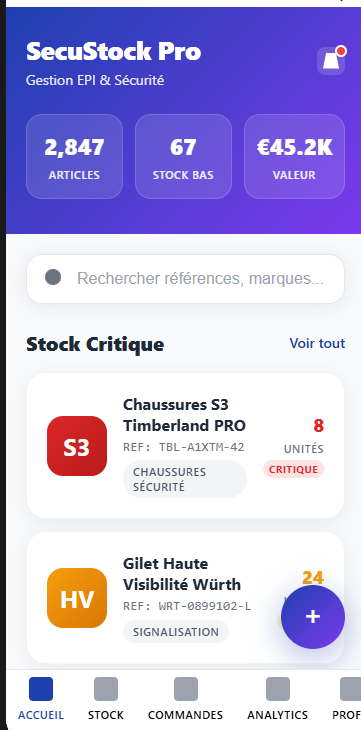 SecuStock Pro
Gestion EPI & Sécurité
2,847
ARTICLES
67
STOCK BAS
€45.2K
VALEUR
Rechercher références, marques...
Stock Critique
Voir tout
S3
Chaussures S3
Timberland PRO
REF: TBL-A1XTM-42
CHAUSSURES
SÉCURITÉ
8
UNITÉS
CRITIQUE
HV
Gilet Haute
Visibilité Würth
REF: WRT-0899102-L
SIGNALISATION
24
+
ACCUEIL
STOCK
COMMANDES
ANALYTICS
PROF